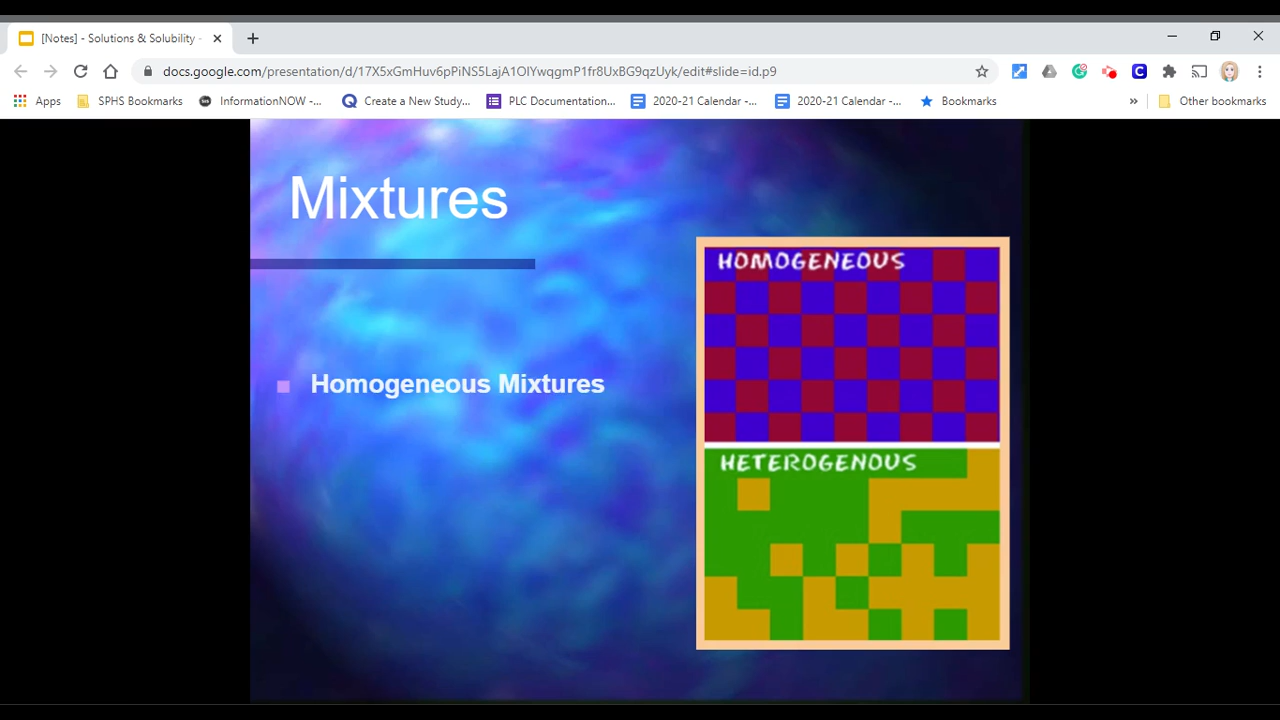 [Notes] - Solutions & Solubility -
docs.google.com/presentation/d/17X5xGmHuv6pPiNS5LajA1OIYwqgmP1fr8UxBG9qzUyk/edit#slide=id.p9
Apps SPHS Bookmarks InformationNOW -... Create a New Study... PLC Documentation... 2020-21 Calendar -... 2020-21 Calendar -... Bookmarks » Other bookmarks
Mixtures
HOMOGENEOUS
Homogeneous Mixtures
HETEROGENOUS